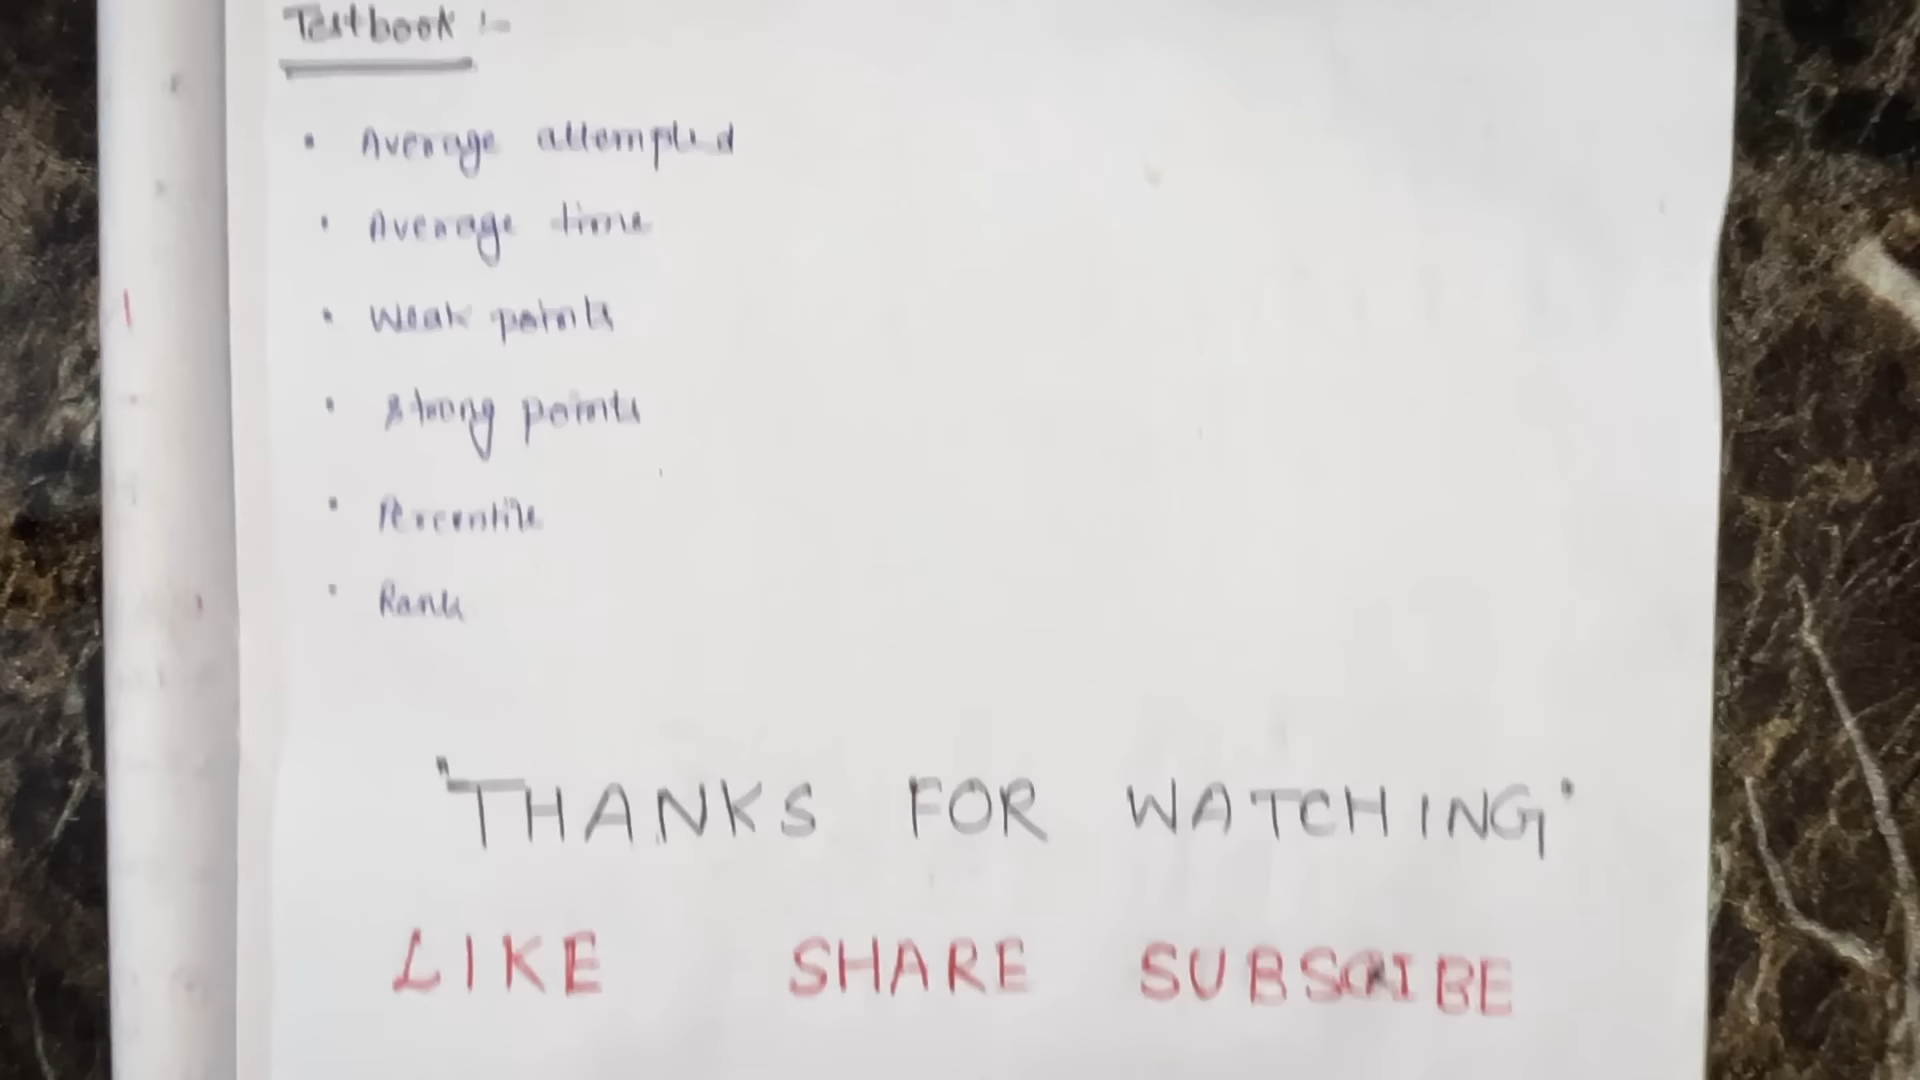 Testbook :-
• Average attempted
• Average time
• Weak points
• Strong points
• Percentile
• Rank
"THANKS FOR WATCHING"
LIKE SHARE SUBSCRIBE